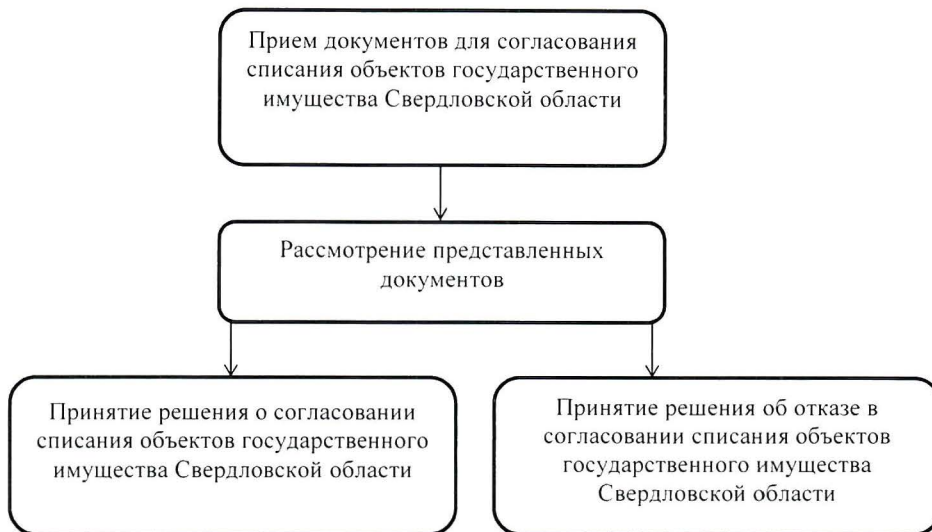 Прием документов для согласования
списания объектов государственного
имущества Свердловской области
Рассмотрение представленных
документов
Принятие решения о согласовании
списания объектов государственного
имущества Свердловской области
Принятие решения об отказе в
согласовании списания объектов
государственного имущества
Свердловской области